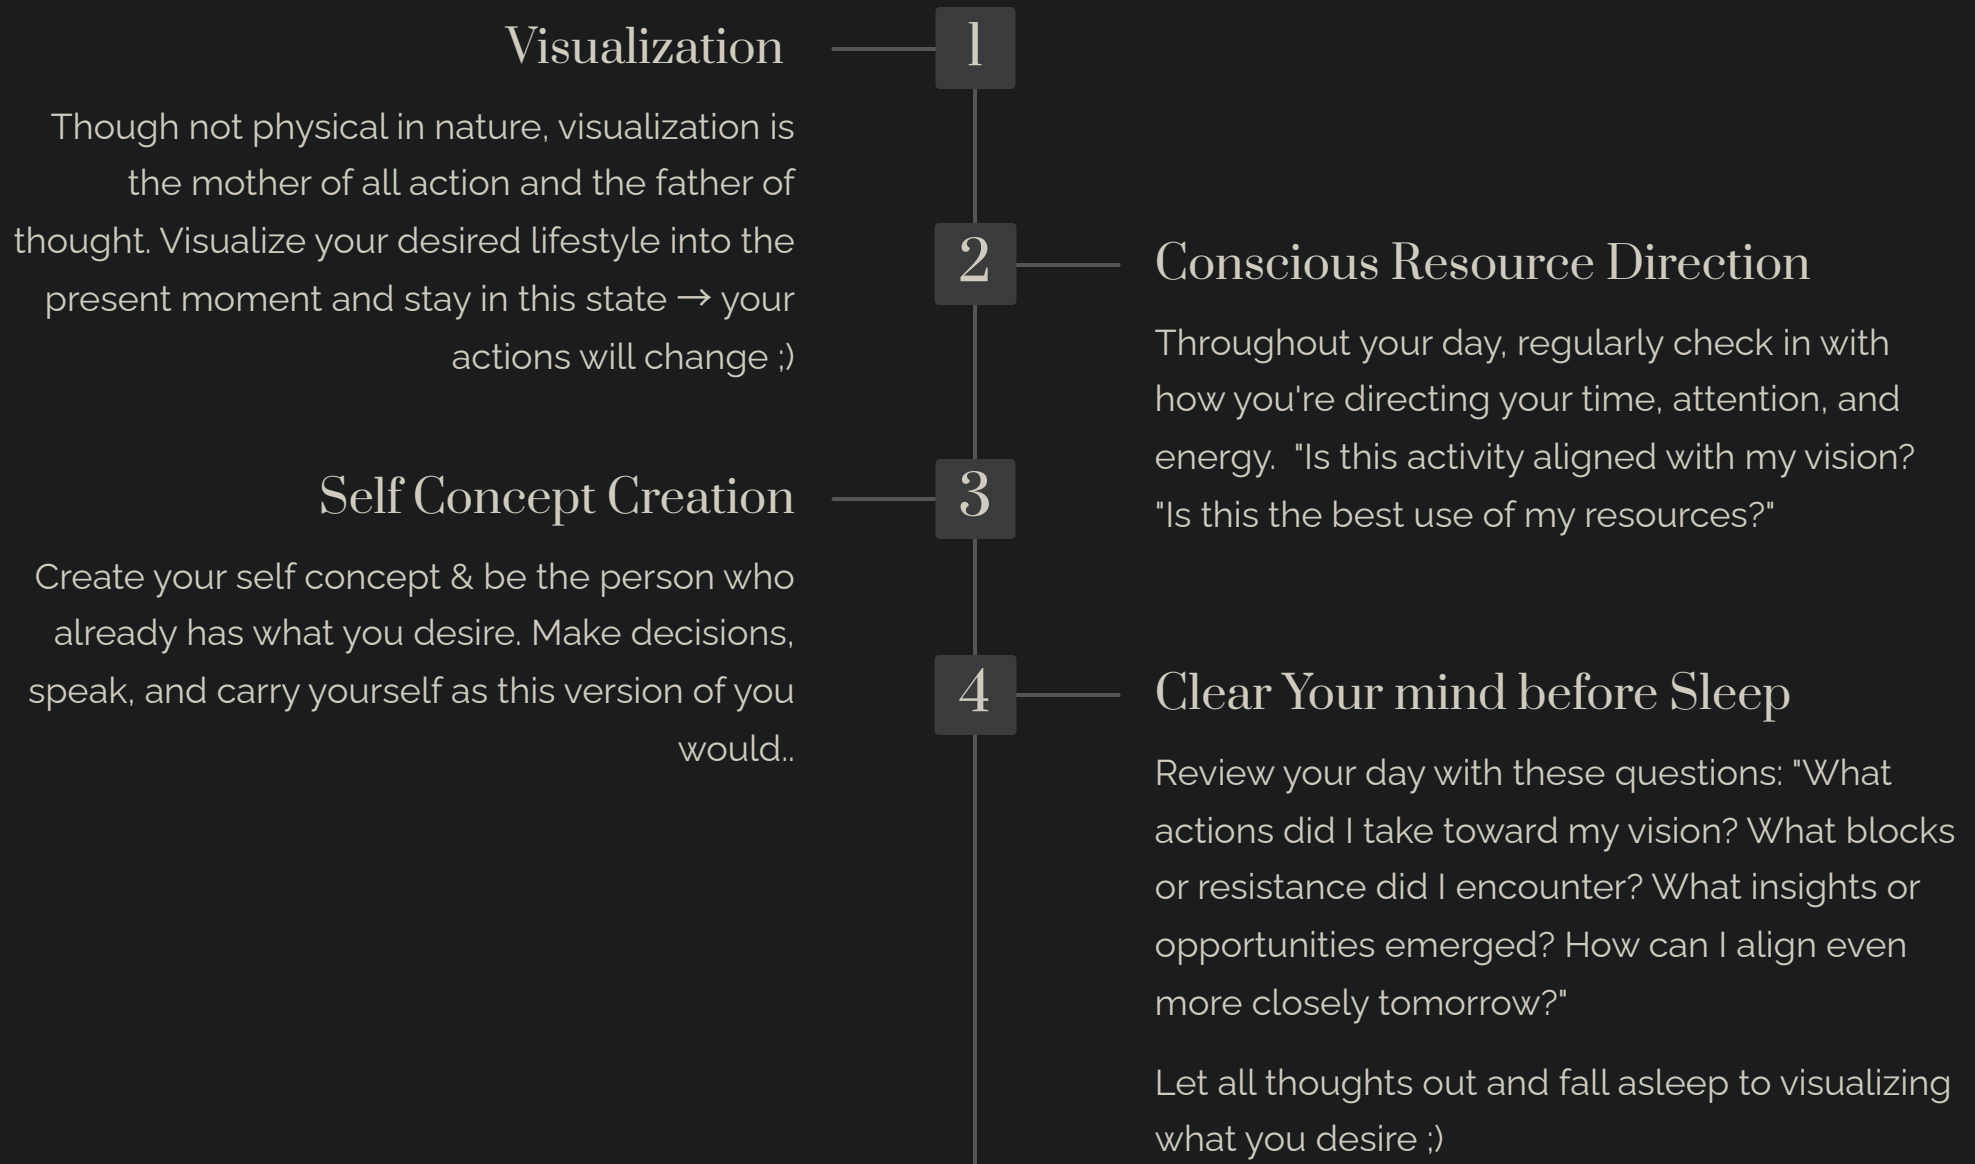 Visualization
1
Though not physical in nature, visualization is
the mother of all action and the father of
thought. Visualize your desired lifestyle into the
present moment and stay in this state → your
actions will change ;)
2
Conscious Resource Direction
Throughout your day, regularly check in with
how you're directing your time, attention, and
energy.  "Is this activity aligned with my vision?
"Is this the best use of my resources?"
Self Concept Creation
3
Create your self concept & be the person who
already has what you desire. Make decisions,
speak, and carry yourself as this version of you
would..
4
Clear Your mind before Sleep
Review your day with these questions: "What
actions did I take toward my vision? What blocks
or resistance did I encounter? What insights or
opportunities emerged? How can I align even
more closely tomorrow?"
Let all thoughts out and fall asleep to visualizing
what you desire ;)